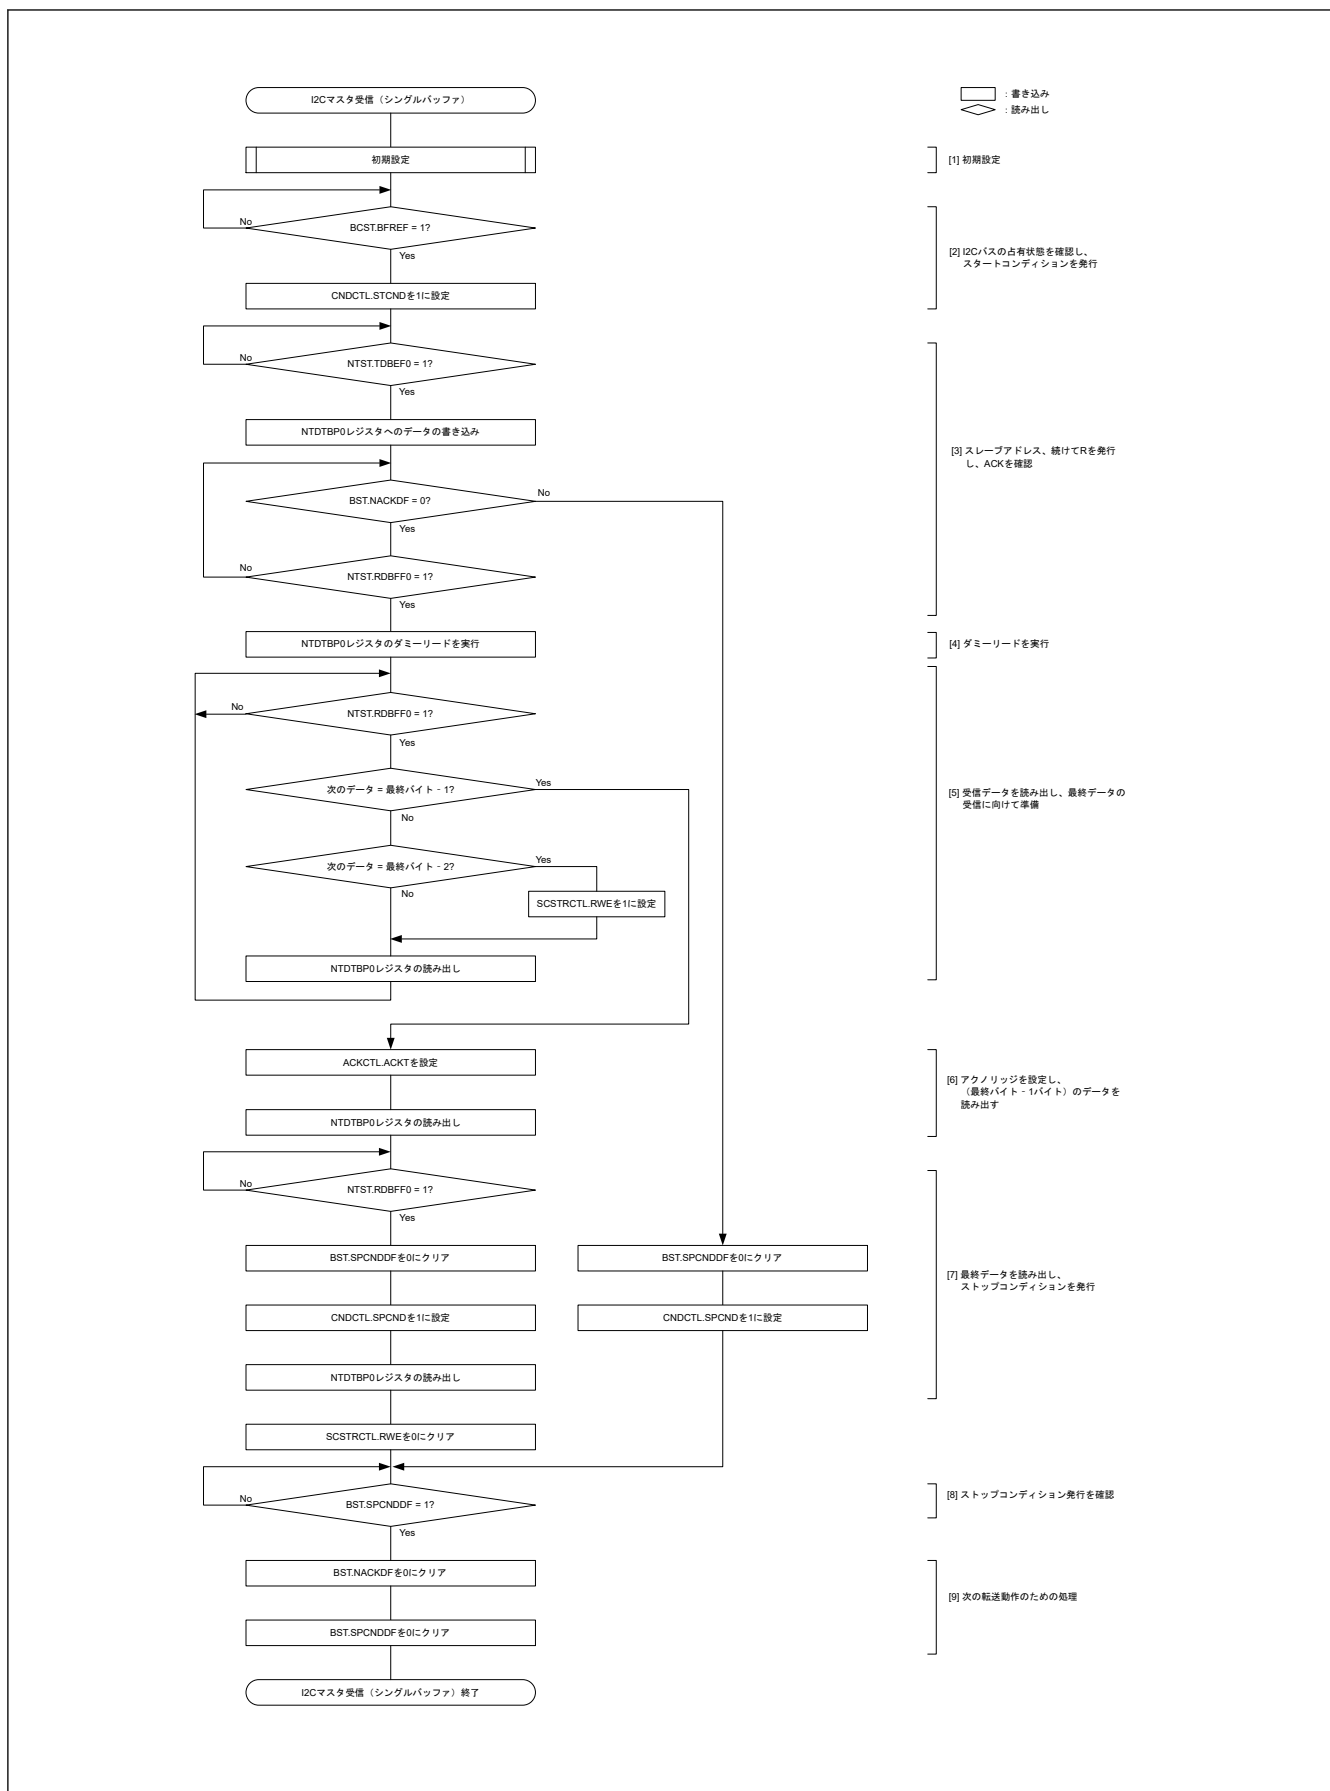 I2Cマスタ受信（シングルバッファ）
：書き込み
：読み出し
初期設定
[1] 初期設定
No
BCST.BFREF = 1?
Yes
[2] I2Cバスの占有状態を確認し、
スタートコンディションを発行
CNDCTL.STCNDを1に設定
No
NTST.TDBEF0 = 1?
Yes
NTDTBP0レジスタへのデータの書き込み
[3] スレーブアドレス、続けてRを発行
し、ACKを確認
BST.NACKDF = 0?
No
Yes
No
NTST.RDBFF0 = 1?
Yes
NTDTBP0レジスタのダミーリードを実行
[4] ダミーリードを実行
No
NTST.RDBFF0 = 1?
Yes
次のデータ = 最終バイト - 1?
Yes
No
[5] 受信データを読み出し、最終データの
受信に向けて準備
次のデータ = 最終バイト - 2?
Yes
No
SCSTRCTL.RWEを1に設定
NTDTBP0レジスタの読み出し
ACKCTL.ACKTを設定
[6] アクノリッジを設定し、
（最終バイト - 1バイト）のデータを
読み出す
NTDTBP0レジスタの読み出し
No
NTST.RDBFF0 = 1?
Yes
BST.SPCNDDFを0にクリア
BST.SPCNDDFを0にクリア
[7] 最終データを読み出し、
ストップコンディションを発行
CNDCTL.SPCNDを1に設定
CNDCTL.SPCNDを1に設定
NTDTBP0レジスタの読み出し
SCSTRCTL.RWEを0にクリア
No
BST.SPCNDDF = 1?
Yes
[8] ストップコンディション発行を確認
BST.NACKDFを0にクリア
[9] 次の転送動作のための処理
BST.SPCNDDFを0にクリア
I2Cマスタ受信（シングルバッファ）終了